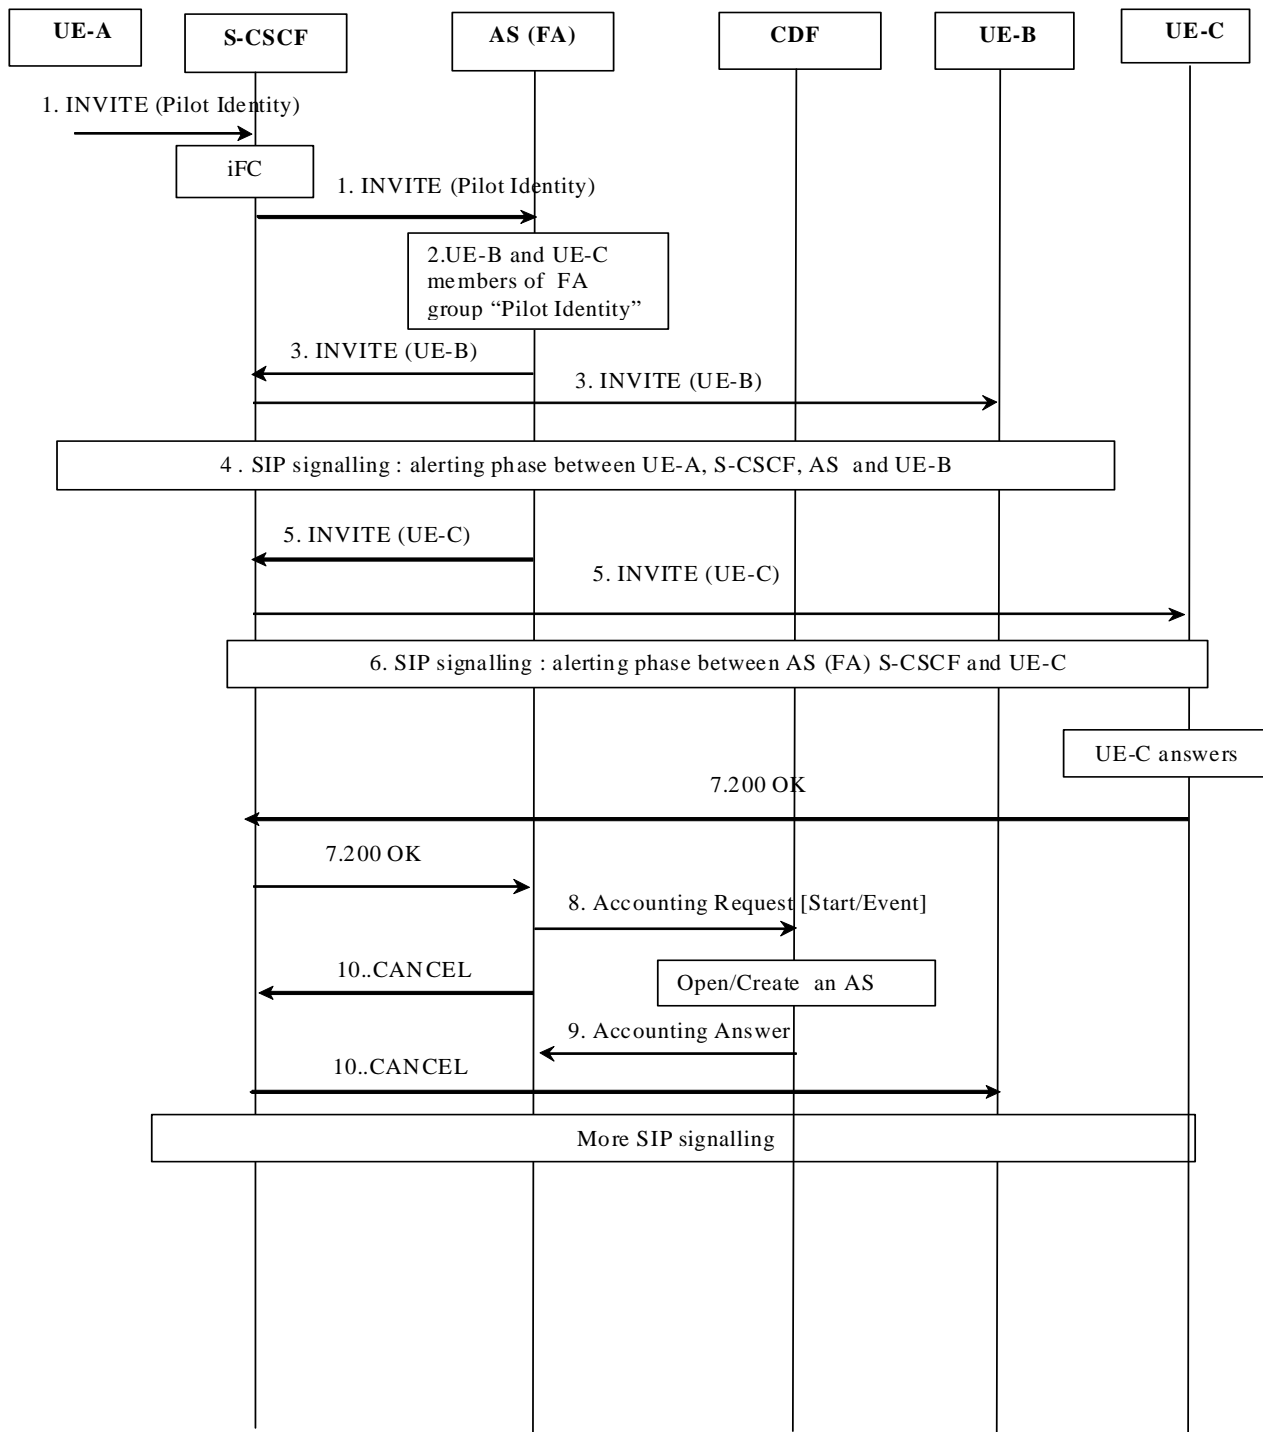 UE-A
S-CSCF
AS (FA)
CDF
UE-B
UE-C
1. INVITE (Pilot Identity)
iFC
1. INVITE (Pilot Identity)
2.UE-B and UE-C
members of FA
group “Pilot Identity”
3. INVITE (UE-B)
3. INVITE (UE-B)
4 . SIP signalling : alerting phase between UE-A, S-CSCF, AS and UE-B
5. INVITE (UE-C)
5. INVITE (UE-C)
6. SIP signalling : alerting phase between AS (FA) S-CSCF and UE-C
UE-C answers
7.200 OK
7.200 OK
8. Accounting Request [Start/Event]
10..CANCEL
Open/Create an AS
9. Accounting Answer
10..CANCEL
More SIP signalling